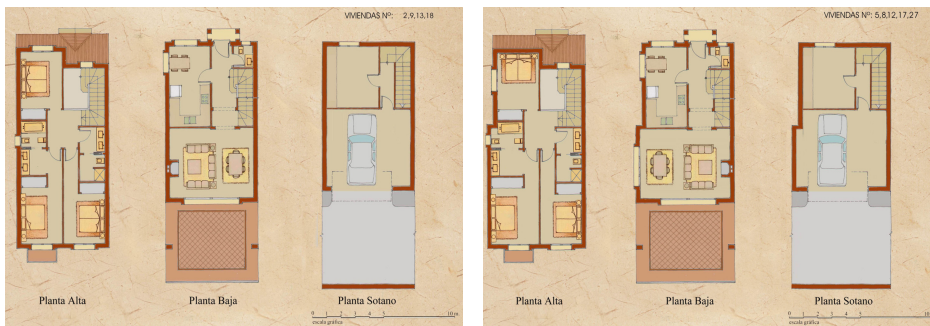 VIVIENDAS Nº: 2,9,13,18
Planta Alta
Planta Baja
Planta Sotano
0 1 2 3 4 5 10 m
escala gráfica
VIVIENDAS Nº: 5,8,12,17,27
Planta Alta
Planta Baja
Planta Sotano
0 1 2 3 4 5 10
escala gráfica